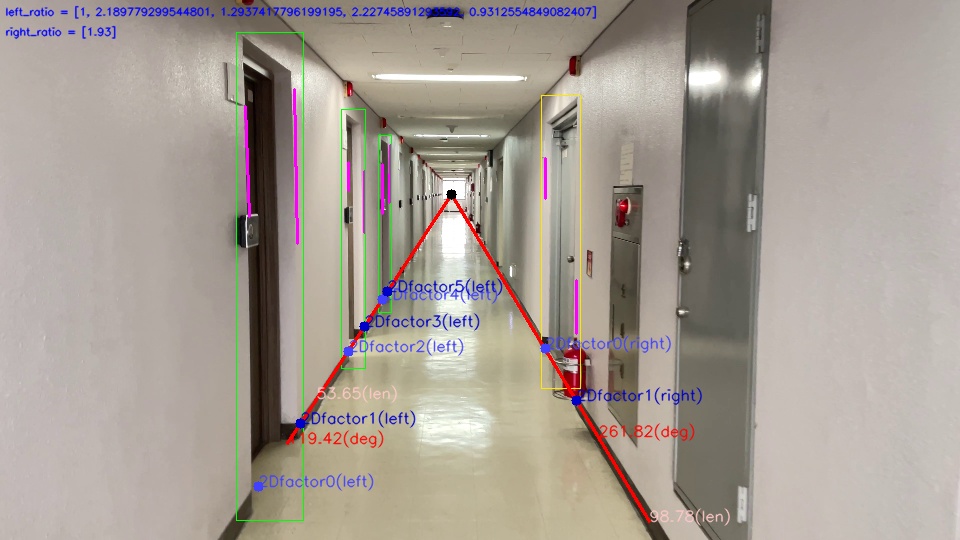 left_ratio = [1, 2.189779299544801, 1.2937417796199195, 2.22745891293593, 0.9312554849082407]
right_ratio = [1.93]
2Dfactor5(left)
2Dfactor4(left)
2Dfactor3(left)
2Dfactor2(left)
2Dfactor0(right)
53.65(len)
2Dfactor1(right)
2Dfactor1(left)
19.42(deg)
261.82(deg)
2Dfactor0(left)
98.78(len)